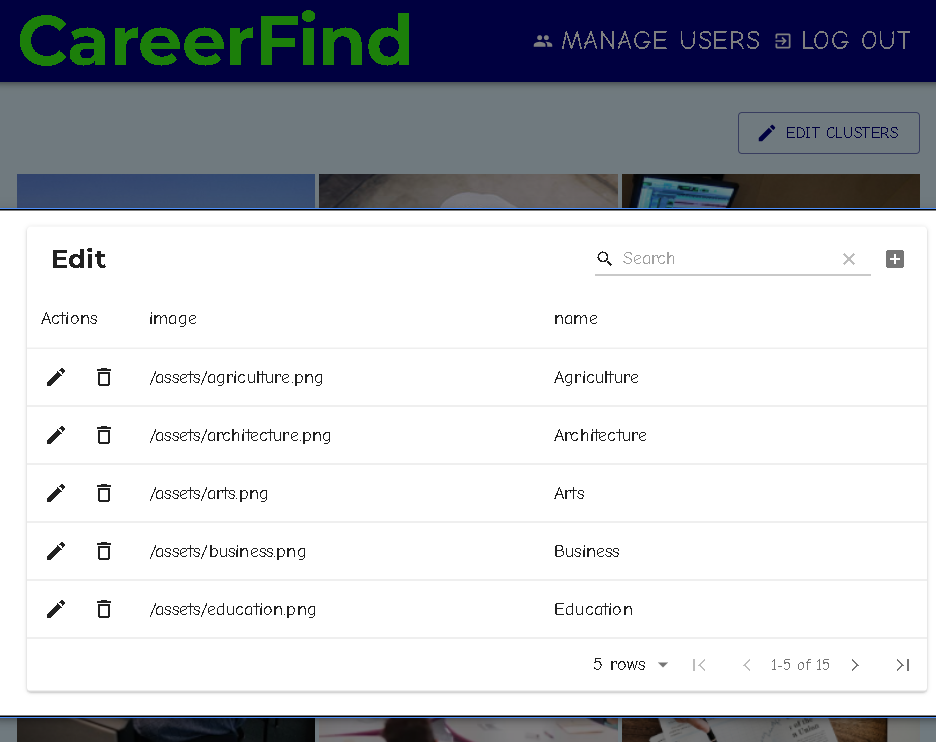 CareerFind
MANAGE USERS LOG OUT
EDIT CLUSTERS
Edit
Search
Actions image name
/assets/agriculture.png Agriculture
/assets/architecture.png Architecture
/assets/arts.png Arts
/assets/business.png Business
/assets/education.png Education
5 rows 1-5 of 15